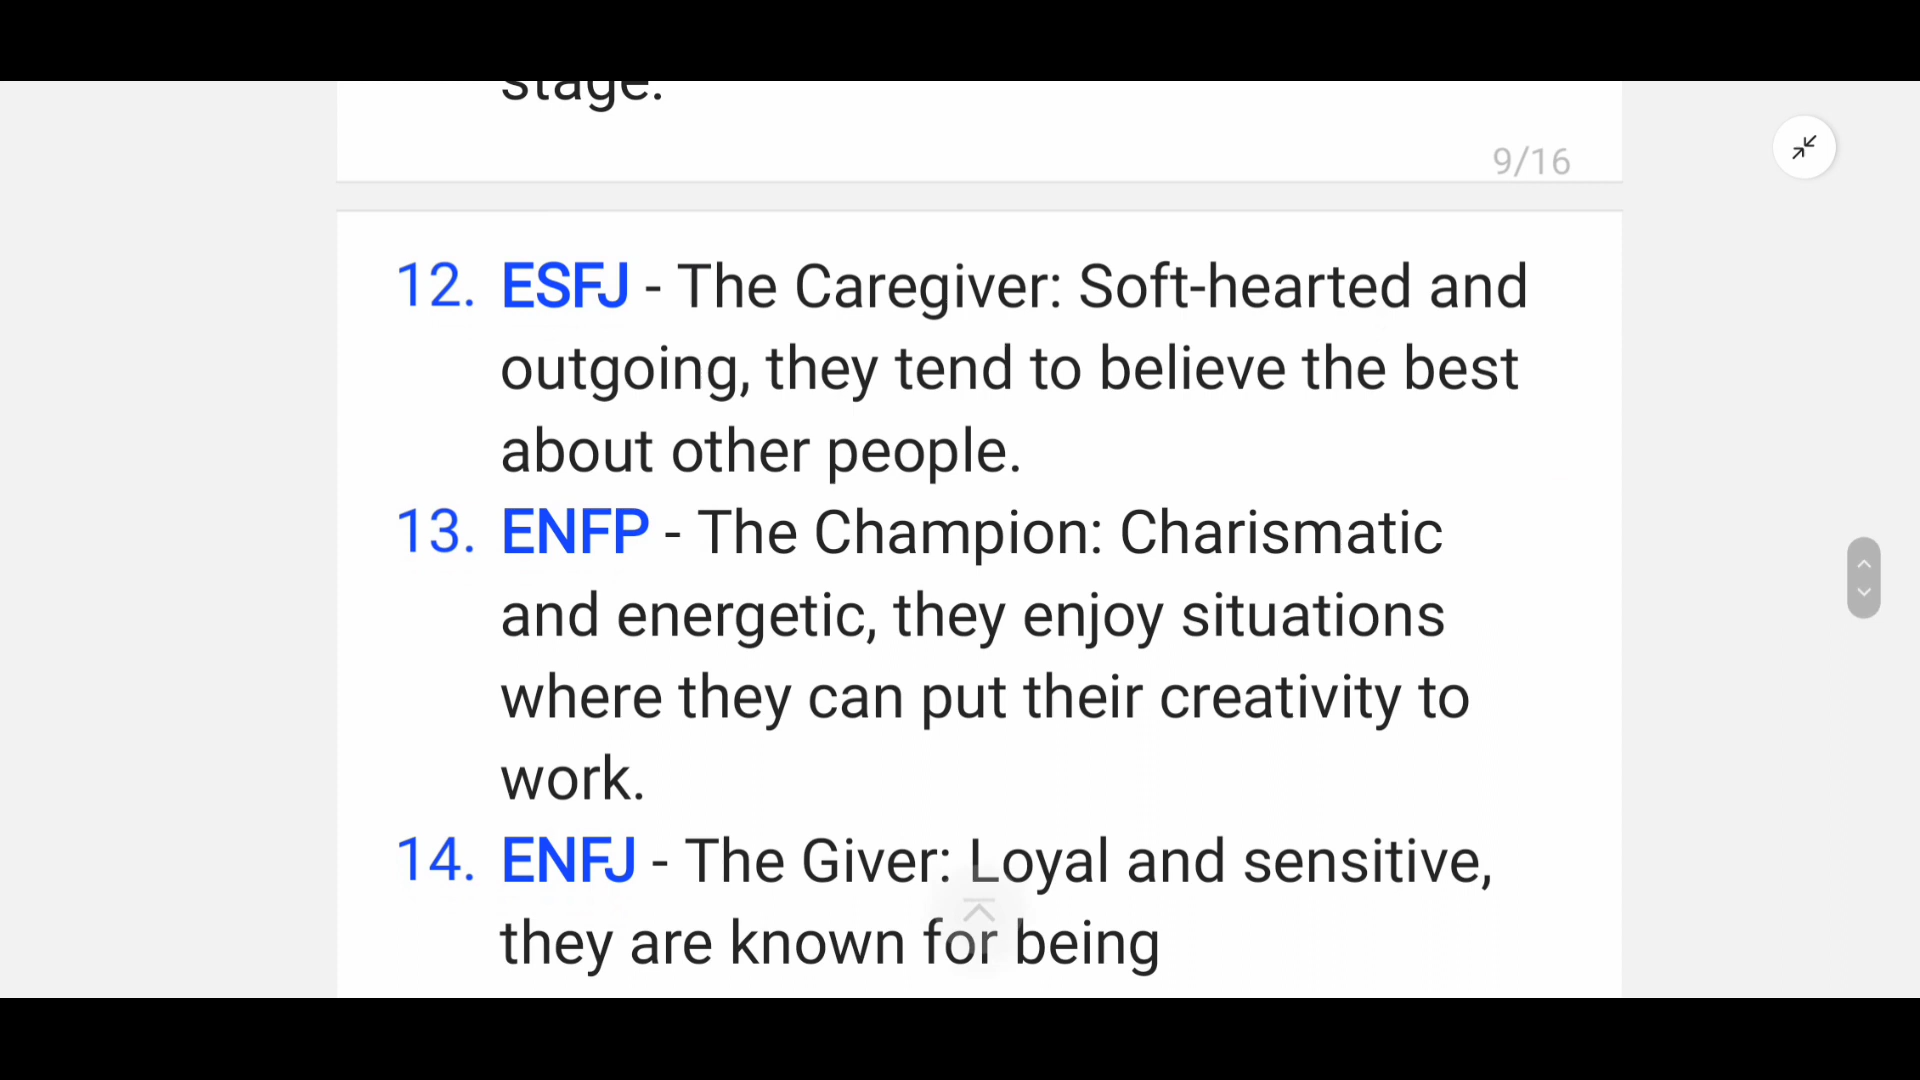 stage.
9/16
12. ESFJ - The Caregiver: Soft-hearted and
outgoing, they tend to believe the best
about other people.
13. ENFP - The Champion: Charismatic
and energetic, they enjoy situations
where they can put their creativity to
work.
14. ENFJ - The Giver: Loyal and sensitive,
they are known for being